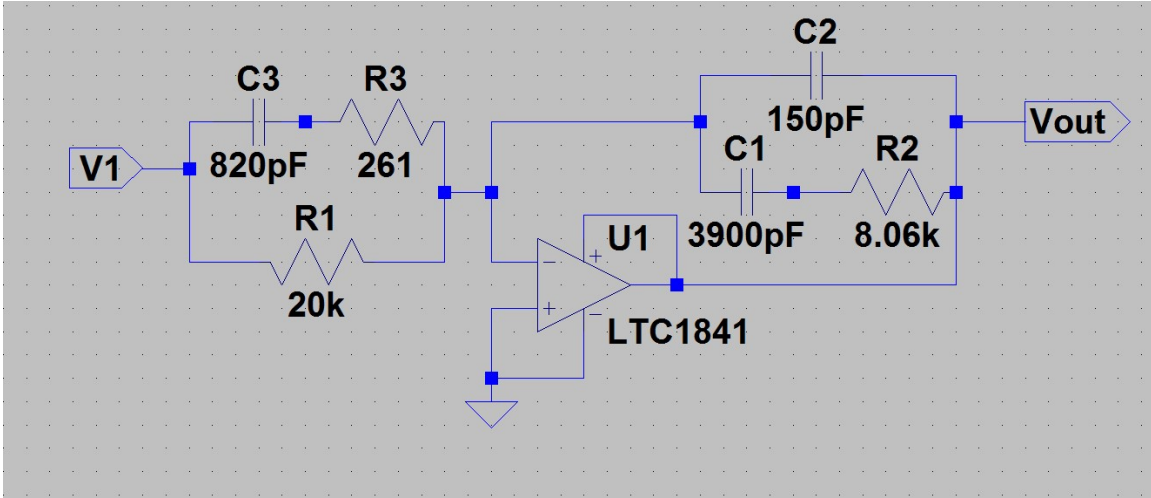 C2
150pF
C3
R3
820pF
261
V1
Vout
C1
R2
3900pF
8.06k
R1
20k
U1
LTC1841
−
+
+
−